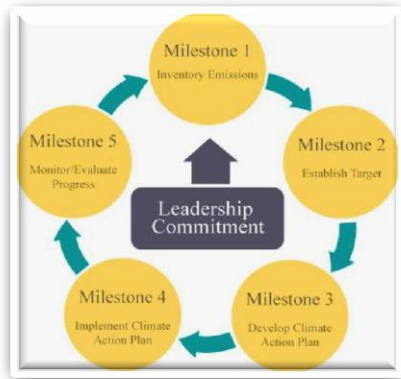 Milestone 1
Inventory Emissions
Milestone 2
Establish Target
Milestone 3
Develop Climate
Action Plan
Milestone 4
Implement Climate
Action Plan
Milestone 5
Monitor/Evaluate
Progress
Leadership
Commitment